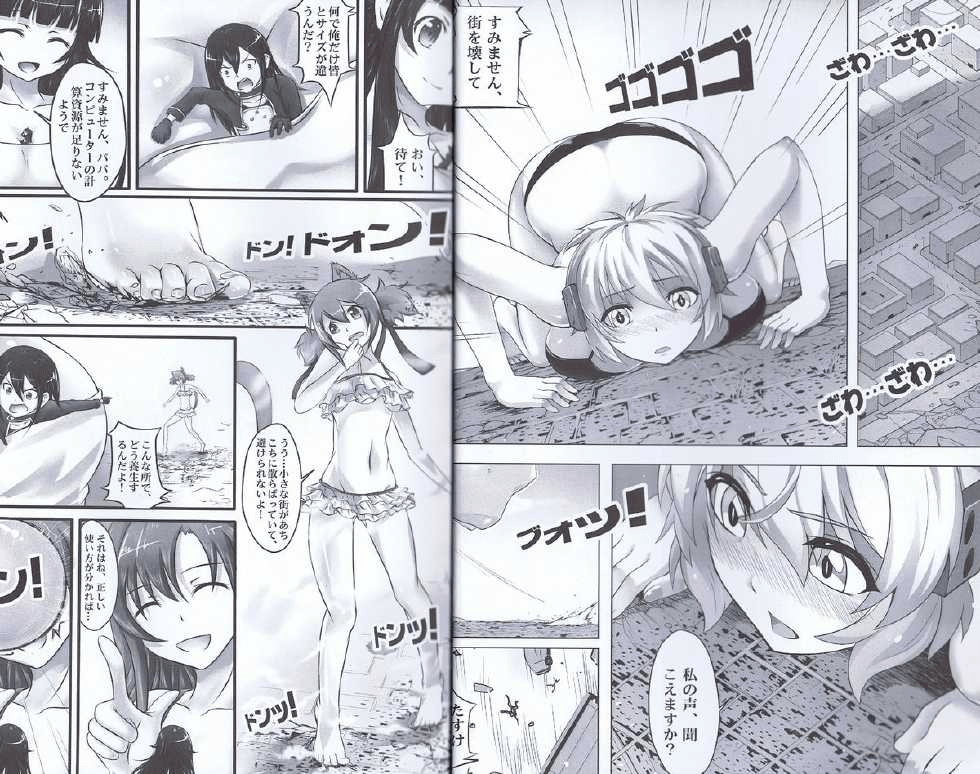 ざわ…ざわ…
ゴゴゴゴ
すみません、
街を壊して
ざわ…ざわ…
ブオッ!
私の声、聞
こえますか?
たすけ
おい、
待て!
何で俺だけ皆
とサイズが違
うんだ?
すみません、パパ。
コンピューターの計
算資源が足りない
ようで
ドン!ドォン!
ン!
うう…小さな街があち
こちに散らばっていて、
避けられないよ!
こんな所で、
どう養生す
るんだよ!
ドンッ!
ドンッ!
それはね、正しい
使い方が分かれば…
ン!